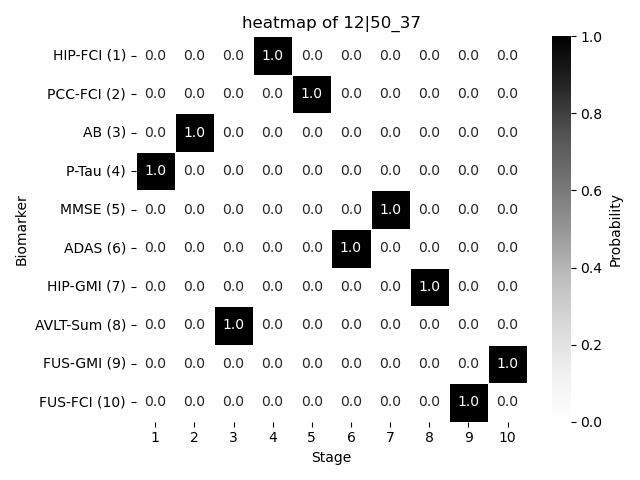 heatmap of 12|50_37
HIP-FCI (1) 0.0 0.0 0.0 1.0 0.0 0.0 0.0 0.0 0.0 0.0
PCC-FCI (2) 0.0 0.0 0.0 0.0 1.0 0.0 0.0 0.0 0.0 0.0
AB (3) 0.0 1.0 0.0 0.0 0.0 0.0 0.0 0.0 0.0 0.0
P-Tau (4) 1.0 0.0 0.0 0.0 0.0 0.0 0.0 0.0 0.0 0.0
MMSE (5) 0.0 0.0 0.0 0.0 0.0 0.0 1.0 0.0 0.0 0.0
ADAS (6) 0.0 0.0 0.0 0.0 0.0 1.0 0.0 0.0 0.0 0.0
HIP-GMI (7) 0.0 0.0 0.0 0.0 0.0 0.0 0.0 1.0 0.0 0.0
AVLT-Sum (8) 0.0 0.0 1.0 0.0 0.0 0.0 0.0 0.0 0.0 0.0
FUS-GMI (9) 0.0 0.0 0.0 0.0 0.0 0.0 0.0 0.0 0.0 1.0
FUS-FCI (10) 0.0 0.0 0.0 0.0 0.0 0.0 0.0 0.0 1.0 0.0
1 2 3 4 5 6 7 8 9 10
Stage
Biomarker
1.0
0.8
0.6
0.4
0.2
0.0
Probability